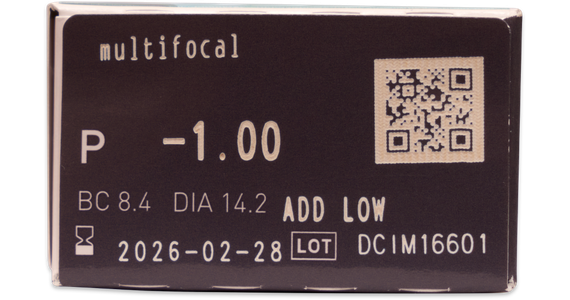 multifocal
P -1.00
BC 8.4 DIA 14.2 ADD LOW
2026-02-28 LOT DCIM16601